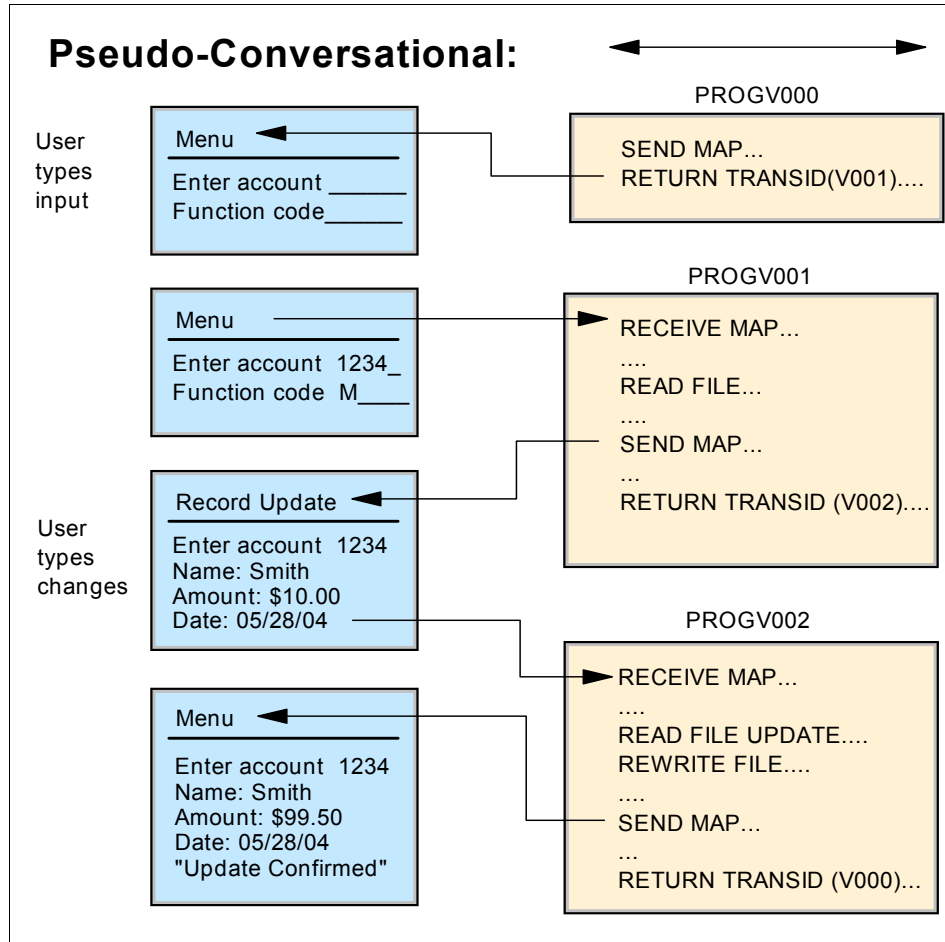 Pseudo-Conversational:
User
types
input
Menu
Enter account ______
Function code______
PROGV000
SEND MAP...
RETURN TRANSID(V001)....
Menu
Enter account 1234_
Function code M____
PROGV001
RECEIVE MAP...
....
READ FILE...
....
SEND MAP...
...
RETURN TRANSID (V002)....
User
types
changes
Record Update
Enter account 1234
Name: Smith
Amount: $10.00
Date: 05/28/04
PROGV002
RECEIVE MAP...
....
READ FILE UPDATE....
REWRITE FILE....
....
SEND MAP...
...
RETURN TRANSID (V000)...
Menu
Enter account 1234
Name: Smith
Amount: $99.50
Date: 05/28/04
"Update Confirmed"